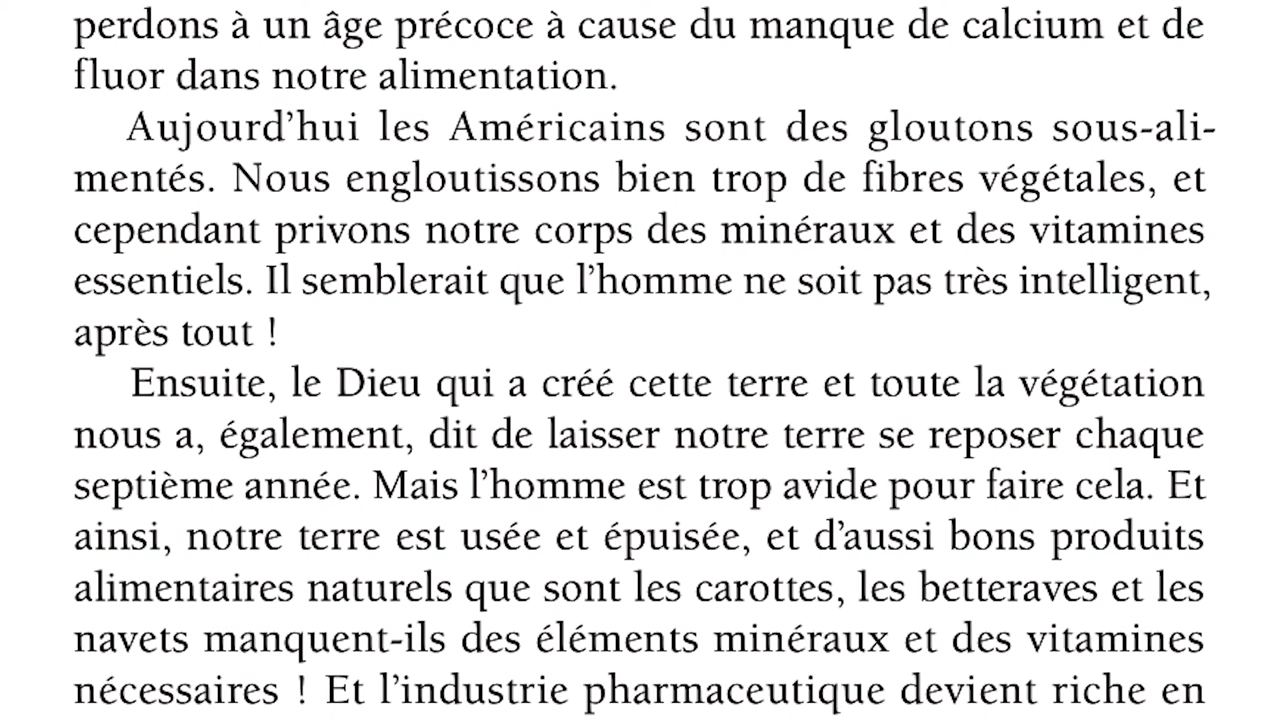 perdons à un âge précoce à cause du manque de calcium et de
fluor dans notre alimentation.
Aujourd’hui les Américains sont des gloutons sous-ali-
mentés. Nous engloutissons bien trop de fibres végétales, et
cependant privons notre corps des minéraux et des vitamines
essentiels. Il semblerait que l’homme ne soit pas très intelligent,
après tout !
Ensuite, le Dieu qui a créé cette terre et toute la végétation
nous a, également, dit de laisser notre terre se reposer chaque
septième année. Mais l’homme est trop avide pour faire cela. Et
ainsi, notre terre est usée et épuisée, et d’aussi bons produits
alimentaires naturels que sont les carottes, les betteraves et les
navets manquent-ils des éléments minéraux et des vitamines
nécessaires ! Et l’industrie pharmaceutique devient riche en